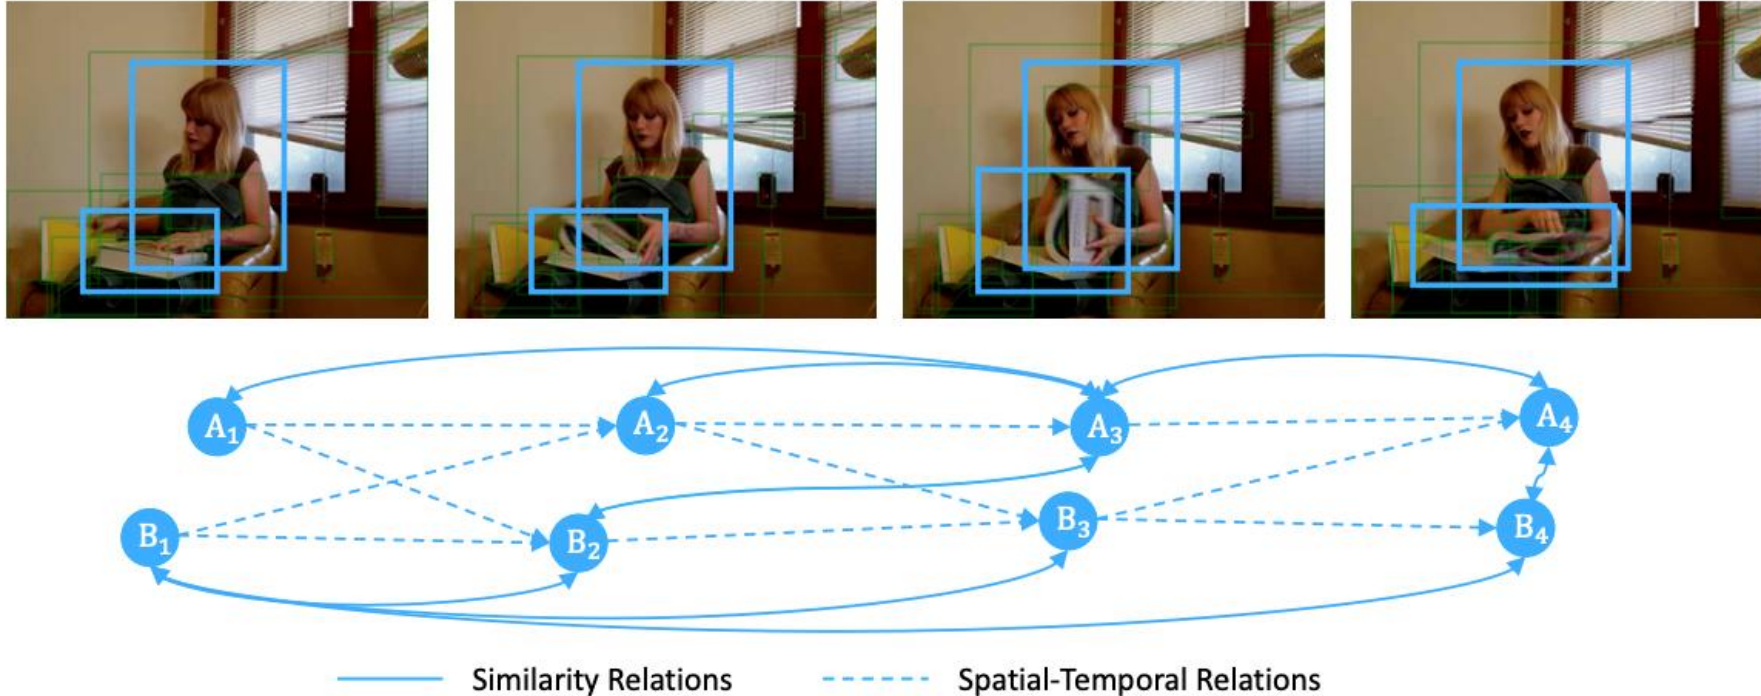 A₁ A₂ A₃ A₄
B₁ B₂ B₃ B₄
Similarity Relations Spatial-Temporal Relations